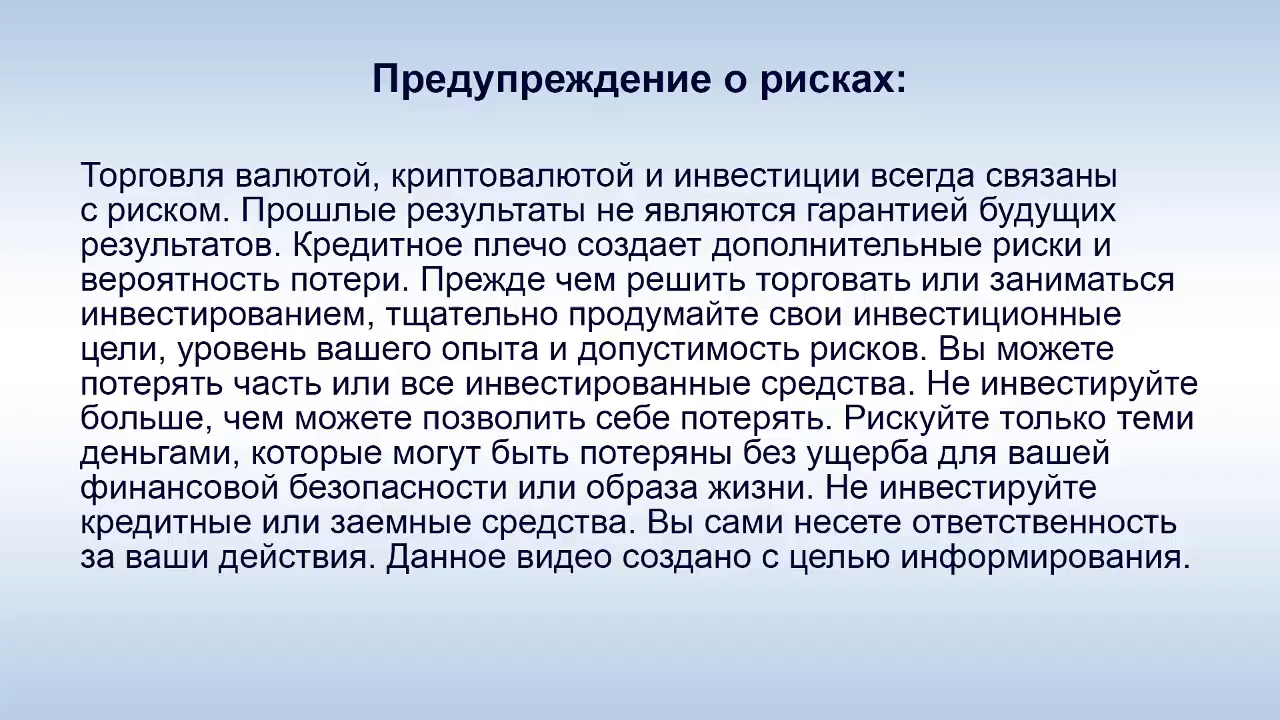 Предупреждение о рисках:
Торговля валютой, криптовалютой и инвестиции всегда связаны
с риском. Прошлые результаты не являются гарантией будущих
результатов. Кредитное плечо создает дополнительные риски и
вероятность потери. Прежде чем решить торговать или заниматься
инвестированием, тщательно продумайте свои инвестиционные
цели, уровень вашего опыта и допустимость рисков. Вы можете
потерять часть или все инвестированные средства. Не инвестируйте
больше, чем можете позволить себе потерять. Рискуйте только теми
деньгами, которые могут быть потеряны без ущерба для вашей
финансовой безопасности или образа жизни. Не инвестируйте
кредитные или заемные средства. Вы сами несете ответственность
за ваши действия. Данное видео создано с целью информирования.